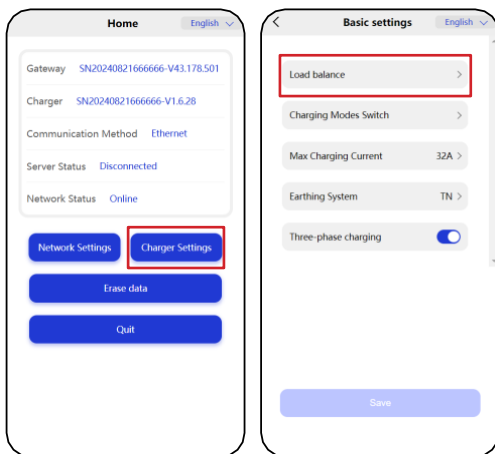 Home
English
Gateway SN20240821666666-V43.178.501
Charger SN20240821666666-V1.6.28
Communication Method Ethernet
Server Status Disconnected
Network Status Online
Network Settings
Charger Settings
Erase data
Quit
Basic settings
English
Load balance
Charging Modes Switch
Max Charging Current 32A
Earthing System TN
Three-phase charging
Save